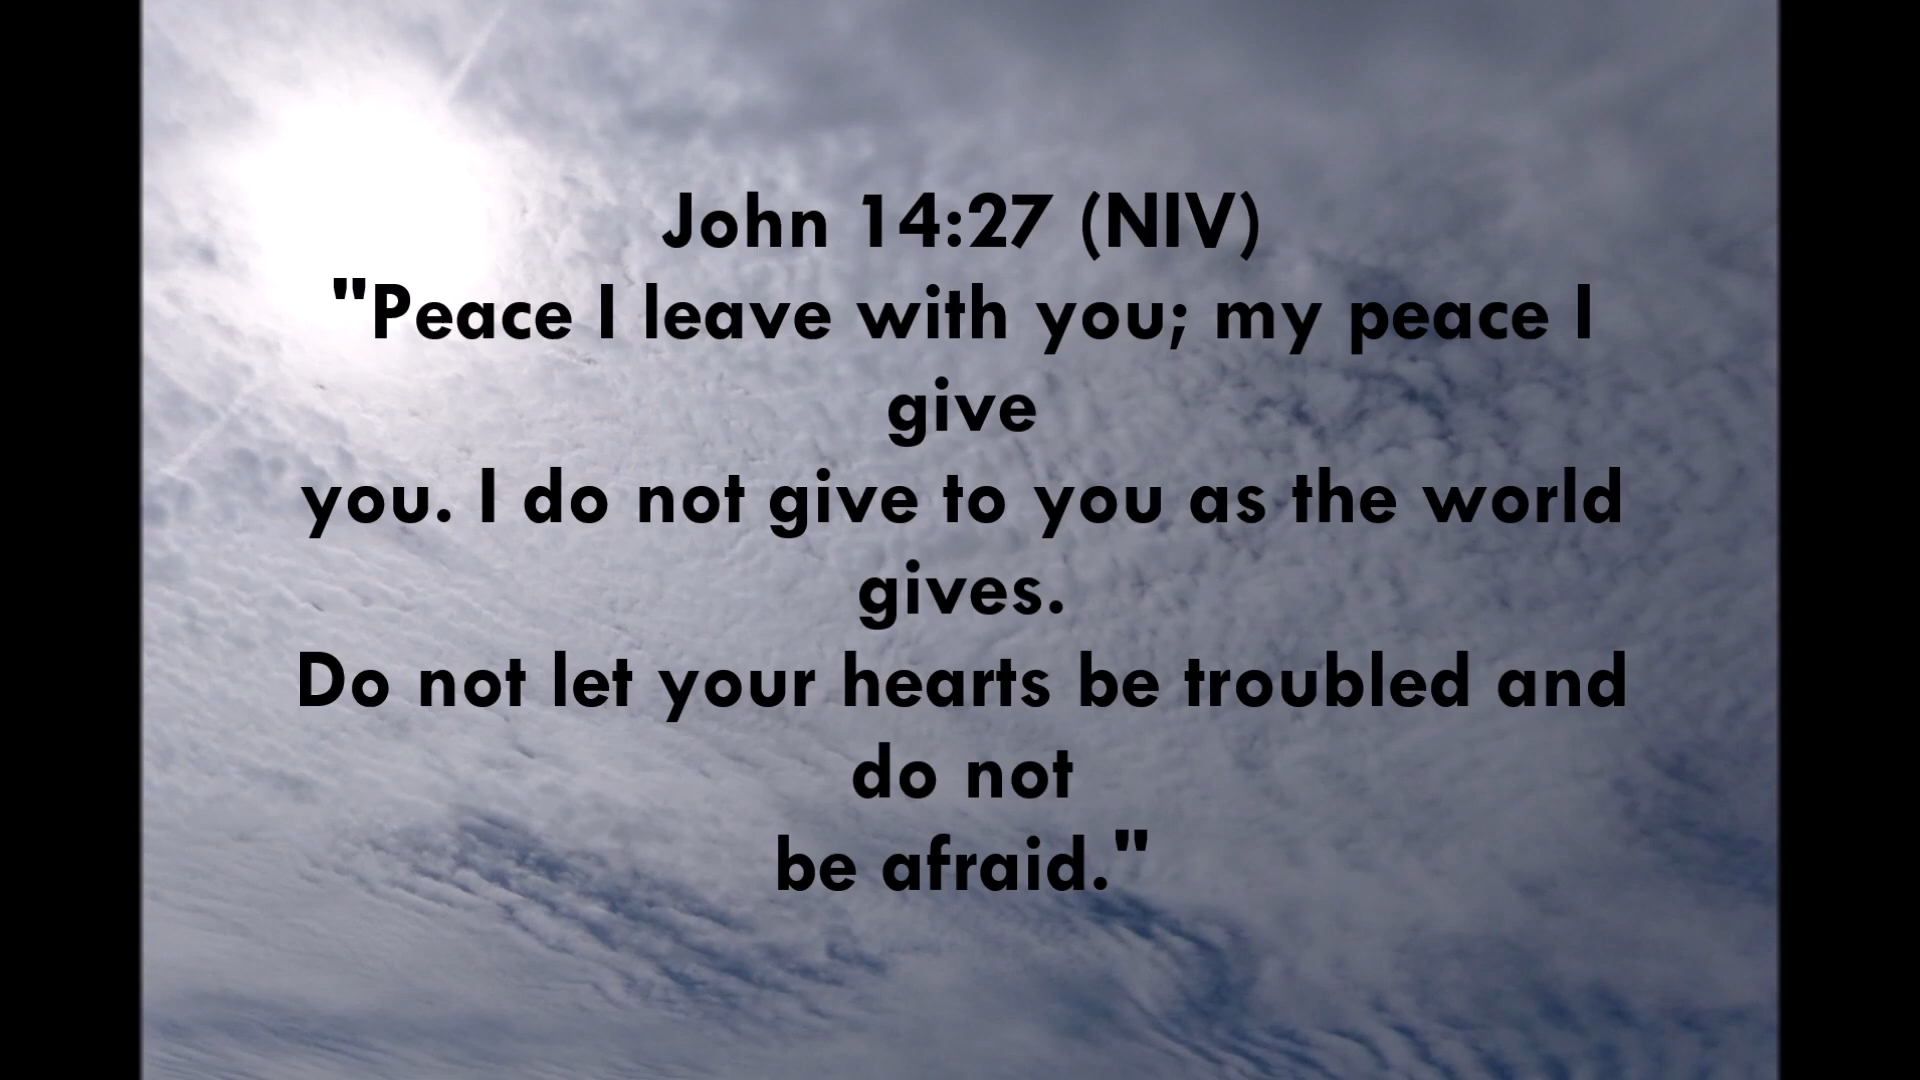 John 14:27 (NIV)
"Peace I leave with you; my peace I
give
you. I do not give to you as the world
gives.
Do not let your hearts be troubled and
do not
be afraid."